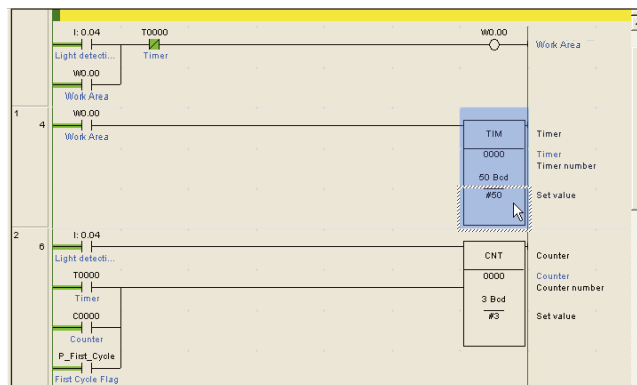 I: 0.04 T0000 W0.00
Light detecti... Timer Work Area
W0.00
Work Area
1 4 W0.00
Work Area TIM Timer
0000 Timer
Timer number
50 Bcd
#50 Set value
2 6 I: 0.04
Light detecti... CNT Counter
T0000 0000 Counter
Counter number
Timer 3 Bcd
C0000 #3 Set value
Counter
P_First_Cycle
First Cycle Flag